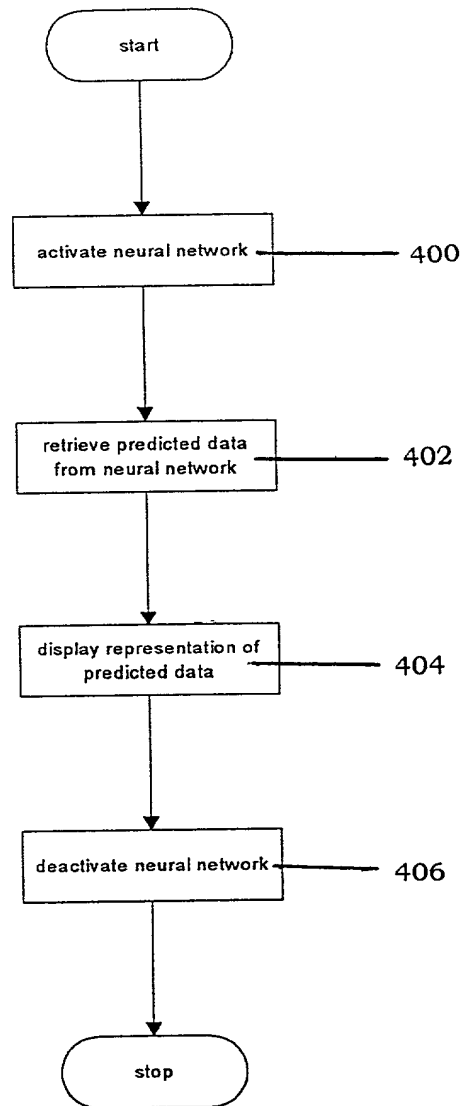 start
activate neural network
400
retrieve predicted data
from neural network
402
display representation of
predicted data
404
deactivate neural network
406
stop